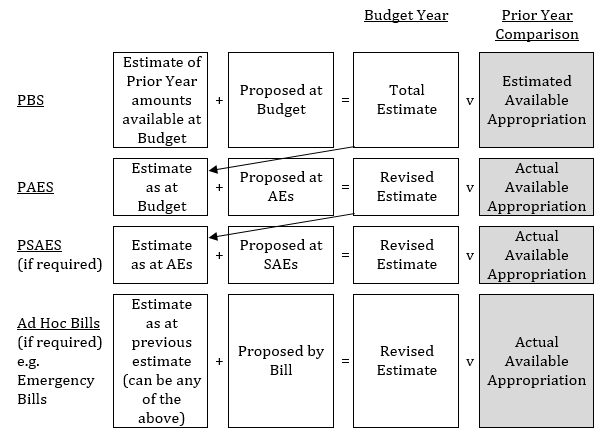 Budget Year
Prior Year
Comparison
PBS
Estimate of
Prior Year
amounts
available at
Budget
+
Proposed at
Budget
=
Total
Estimate
v
Estimated
Available
Appropriation
PAES
Estimate
as at
Budget
+
Proposed at
AEs
=
Revised
Estimate
v
Actual
Available
Appropriation
PSAES
(if required)
Estimate
as at AEs
+
Proposed at
SAEs
=
Revised
Estimate
v
Actual
Available
Appropriation
Ad Hoc Bills
(if required)
e.g.
Emergency
Bills
Estimate
as at
previous
estimate
(can be any
of the
above)
+
Proposed by
Bill
=
Revised
Estimate
v
Actual
Available
Appropriation